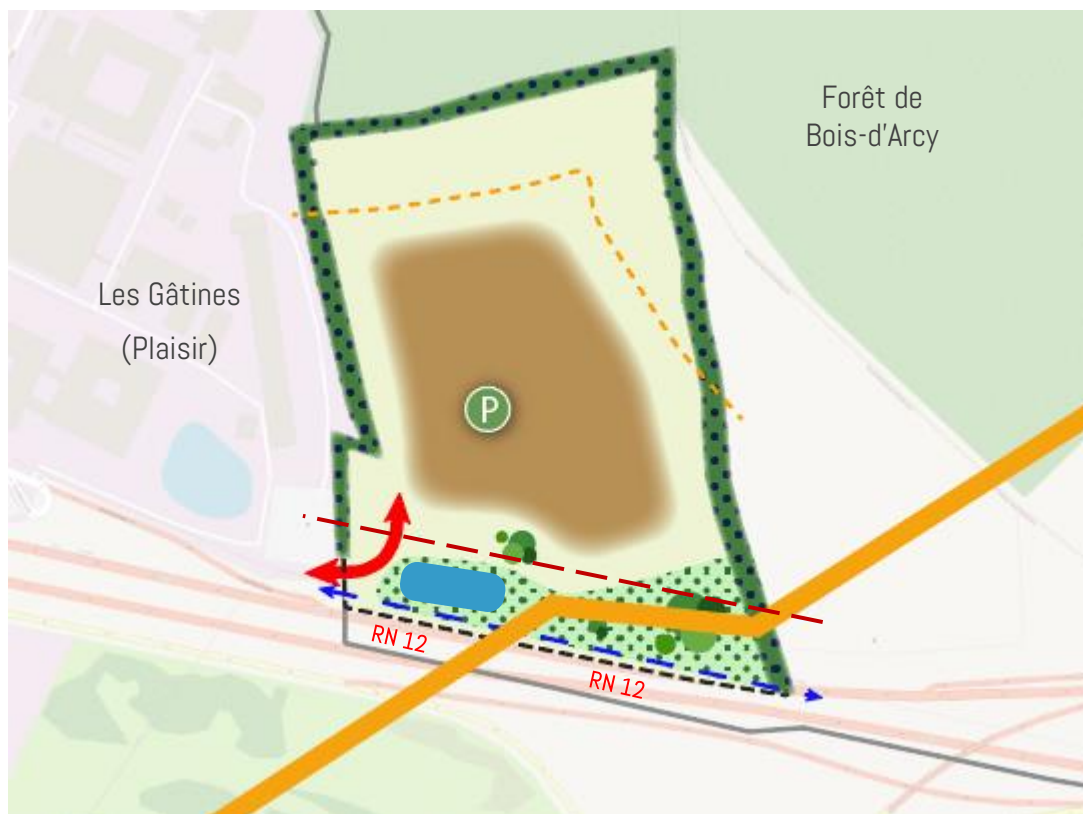 Forêt de
Bois-d'Arcy
Les Gâtines
(Plaisir)
P
RN 12
RN 12